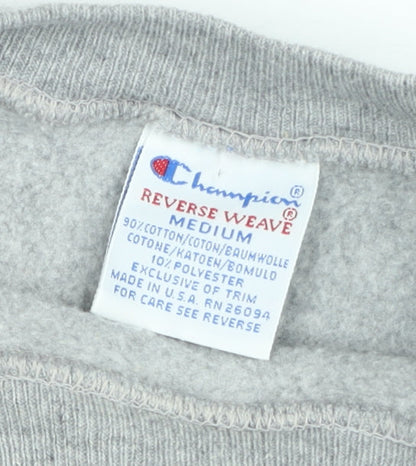 Champion®
REVERSE WEAVE®
MEDIUM
90% COTTON/COTON/BAUMWOLLE
COTONE/KATOEN/BOMULD
10% POLYESTER
EXCLUSIVE OF TRIM
MADE IN U.S.A. RN 26094
FOR CARE SEE REVERSE